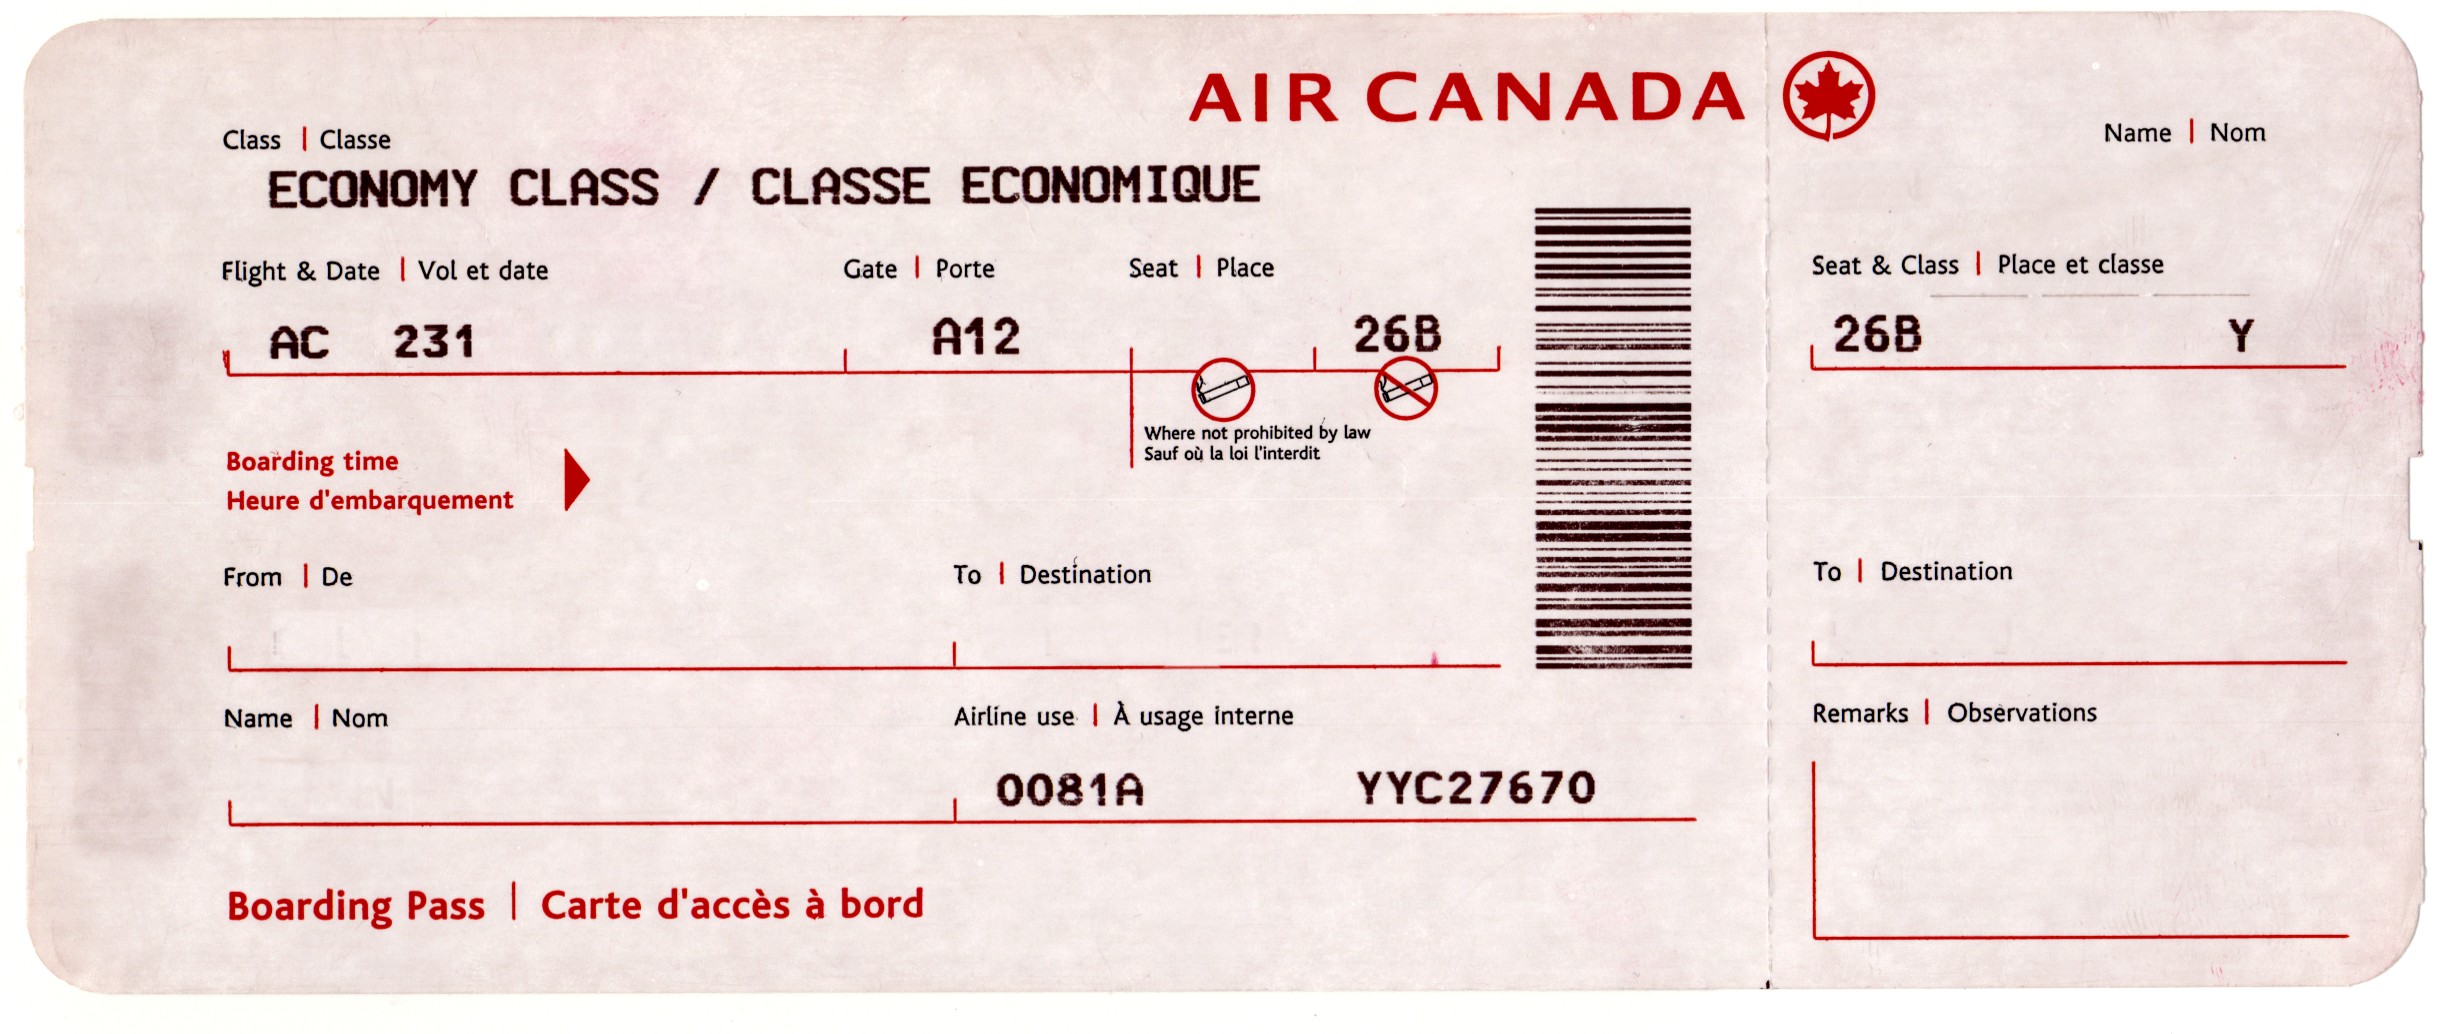 AIR CANADA
Class | Classe
ECONOMY CLASS / CLASSE ECONOMIQUE
Flight & Date | Vol et date
Gate | Porte
Seat | Place
AC 231
A12
26B
Where not prohibited by law
Sauf où la loi l'interdit
Boarding time
Heure d'embarquement
From | De
To | Destination
Name | Nom
Airline use | À usage interne
0081A YYC27670
Boarding Pass | Carte d'accès à bord
Name | Nom
Seat & Class | Place et classe
26B Y
To | Destination
Remarks | Observations